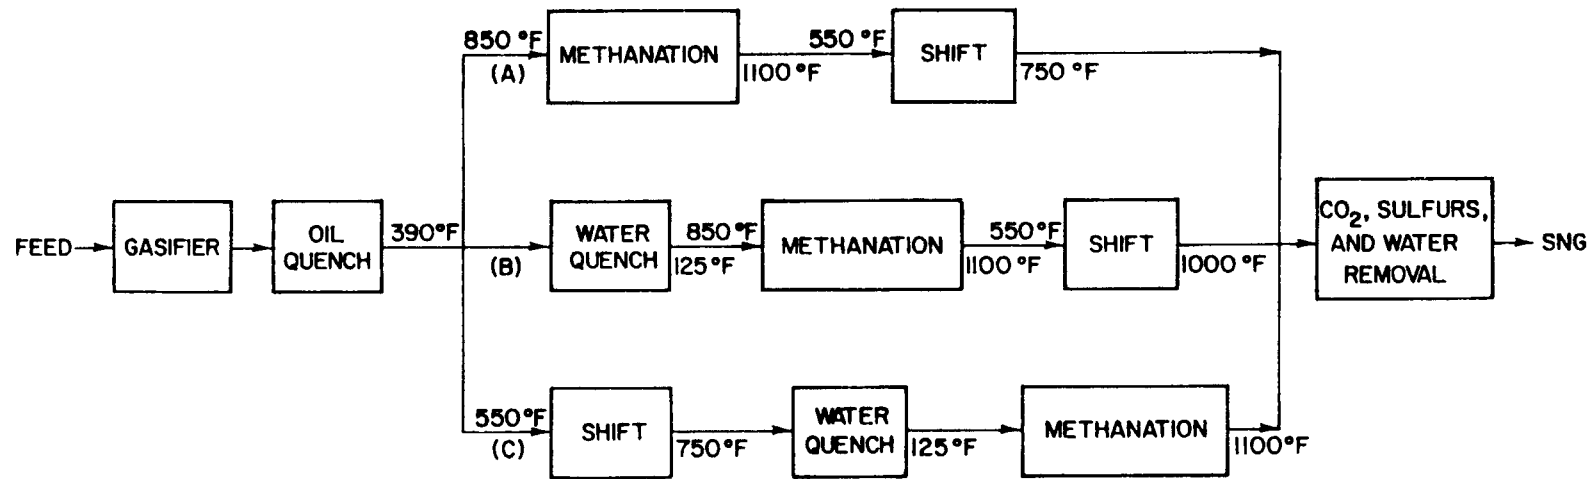 850 °F
(A)
METHANATION
1100 °F
550 °F
SHIFT
750 °F
FEED
GASIFIER
OIL
QUENCH
390°F
(B)
WATER
QUENCH
125°F
850°F
METHANATION
1100°F
550°F
SHIFT
1000 °F
CO₂, SULFURS,
AND WATER
REMOVAL
SNG
550°F
(C)
SHIFT
750°F
WATER
QUENCH
125°F
METHANATION
1100°F